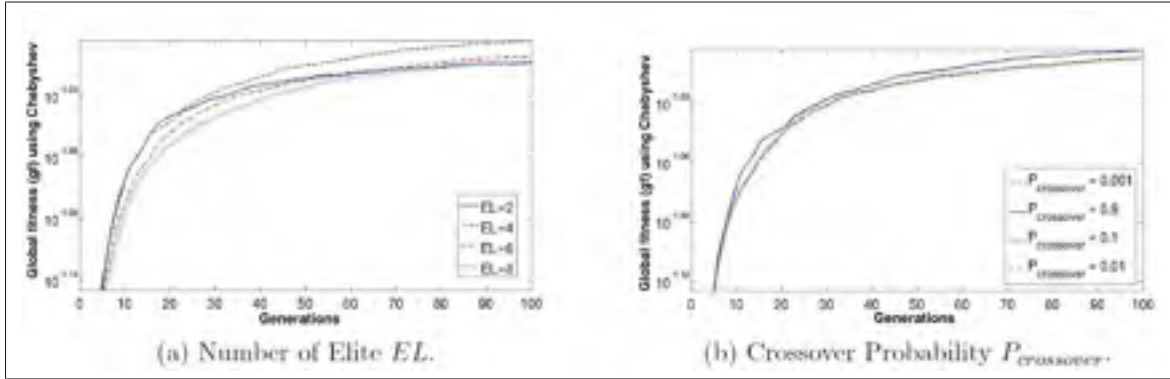 Global fitness (gf) using Chebyshev
EL=2
EL=4
EL=6
EL=8
0 10 20 30 40 50 60 70 80 90 100
Generations
(a) Number of Elite EL.
Global fitness (gf) using Chebyshev
P crossover = 0.001
P crossover = 0.9
P crossover = 0.1
P crossover = 0.01
0 10 20 30 40 50 60 70 80 90 100
Generations
(b) Crossover Probability P crossover.